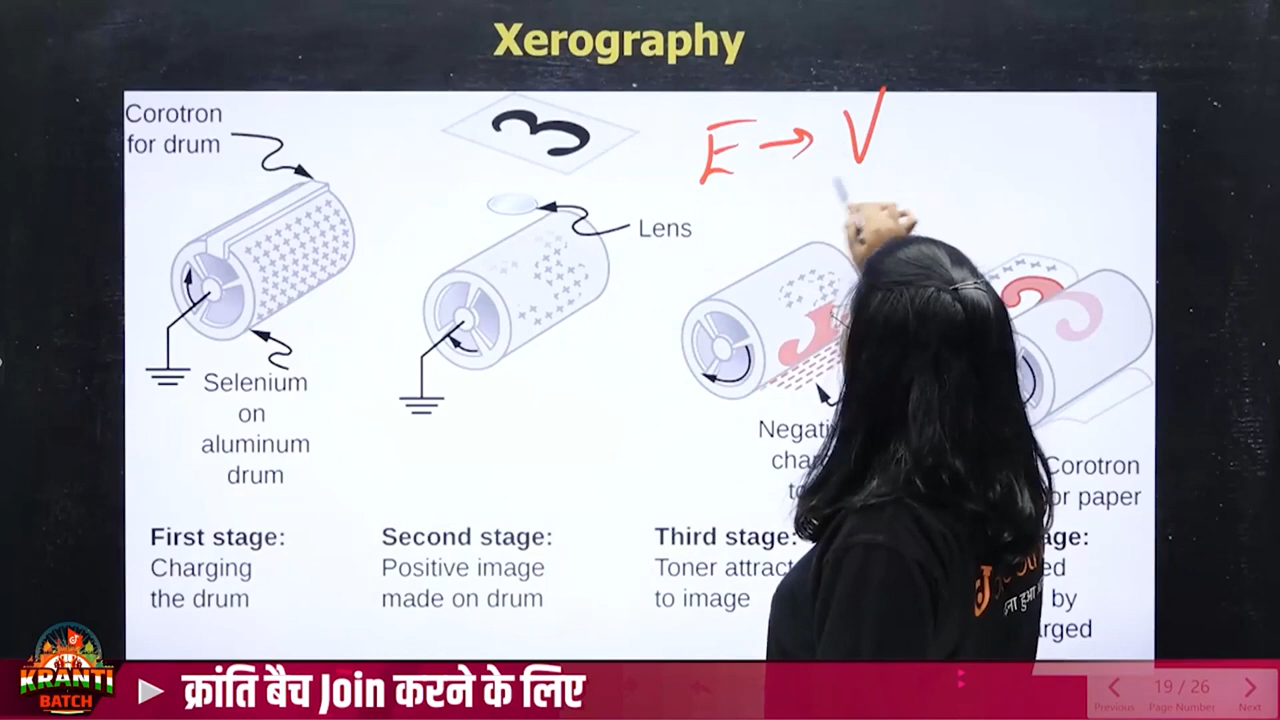 Xerography
Corotron
for drum
3
E → V
Lens
Selenium
on
aluminum
drum
Corotron
paper
First stage:
Charging
the drum
Second stage:
Positive image
made on drum
Third stage:
Toner
to image
by
KRANTI
BATCH
क्रांति बैच Join करने के लिए
19 / 26
Previous
Page Number
Next